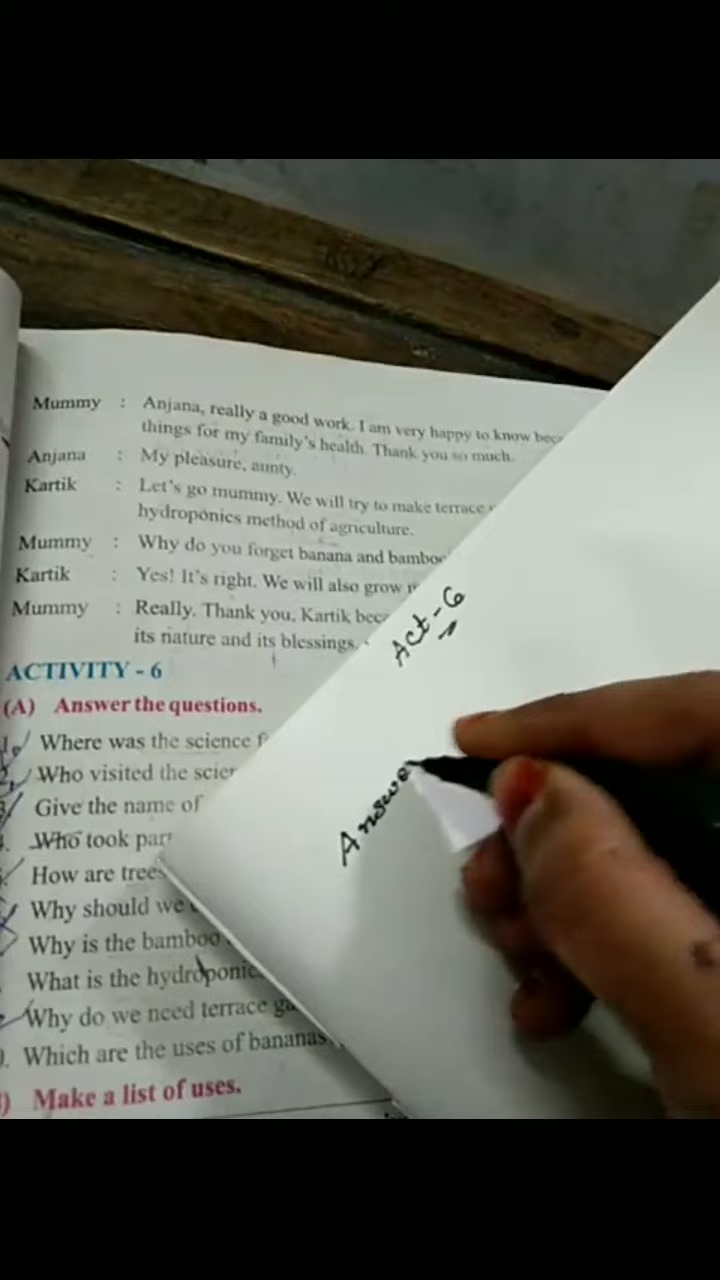 Mummy : Anjana, really a good work. I am very happy to know
things for my family's health. Thank you so much.
Anjana : My pleasure, aunty.
Kartik : Let's go mummy. We will try to make terrace
hydroponics method of agriculture.
Mummy : Why do you forget banana and
Kartik : Yes! It's right. We will also grow
Mummy : Really. Thank you, Kartik
its nature and its blessings.
ACTIVITY - 6
(A) Answer the questions.
Where was the science
Who visited the
Give the name of
Who took
How are trees
Why should we
Why is the bamboo
What is the
Why do we need terrace
Which are the uses of bananas
Make a list of uses.
Act-6
Answe